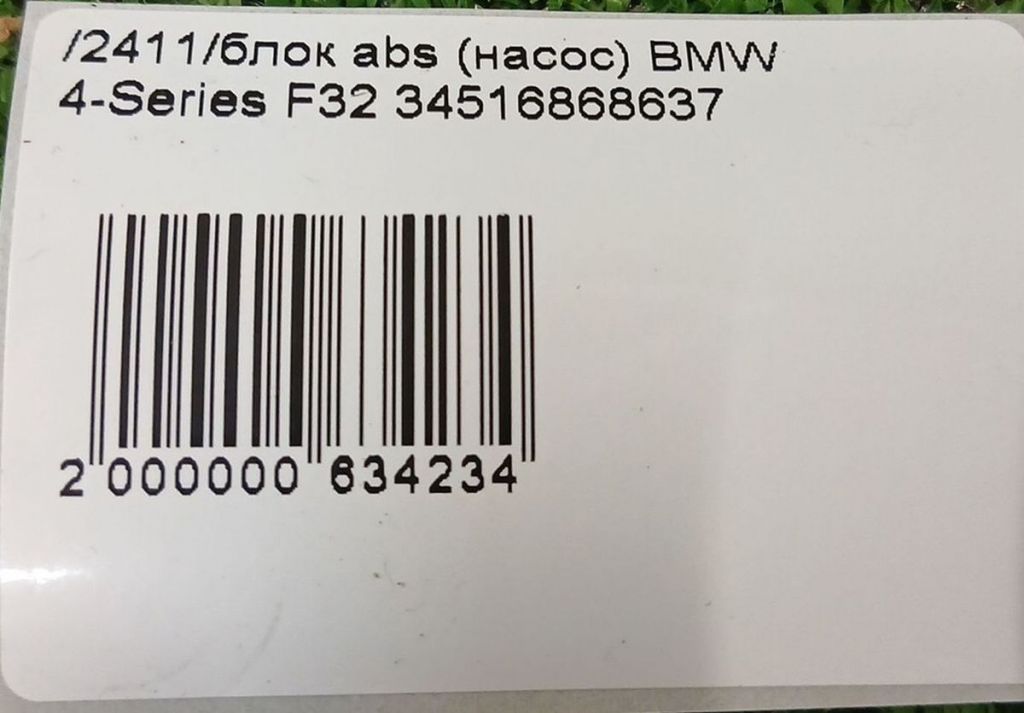 /2411/блок abs (насос) BMW
4-Series F32 34516868637
2 000000 634234